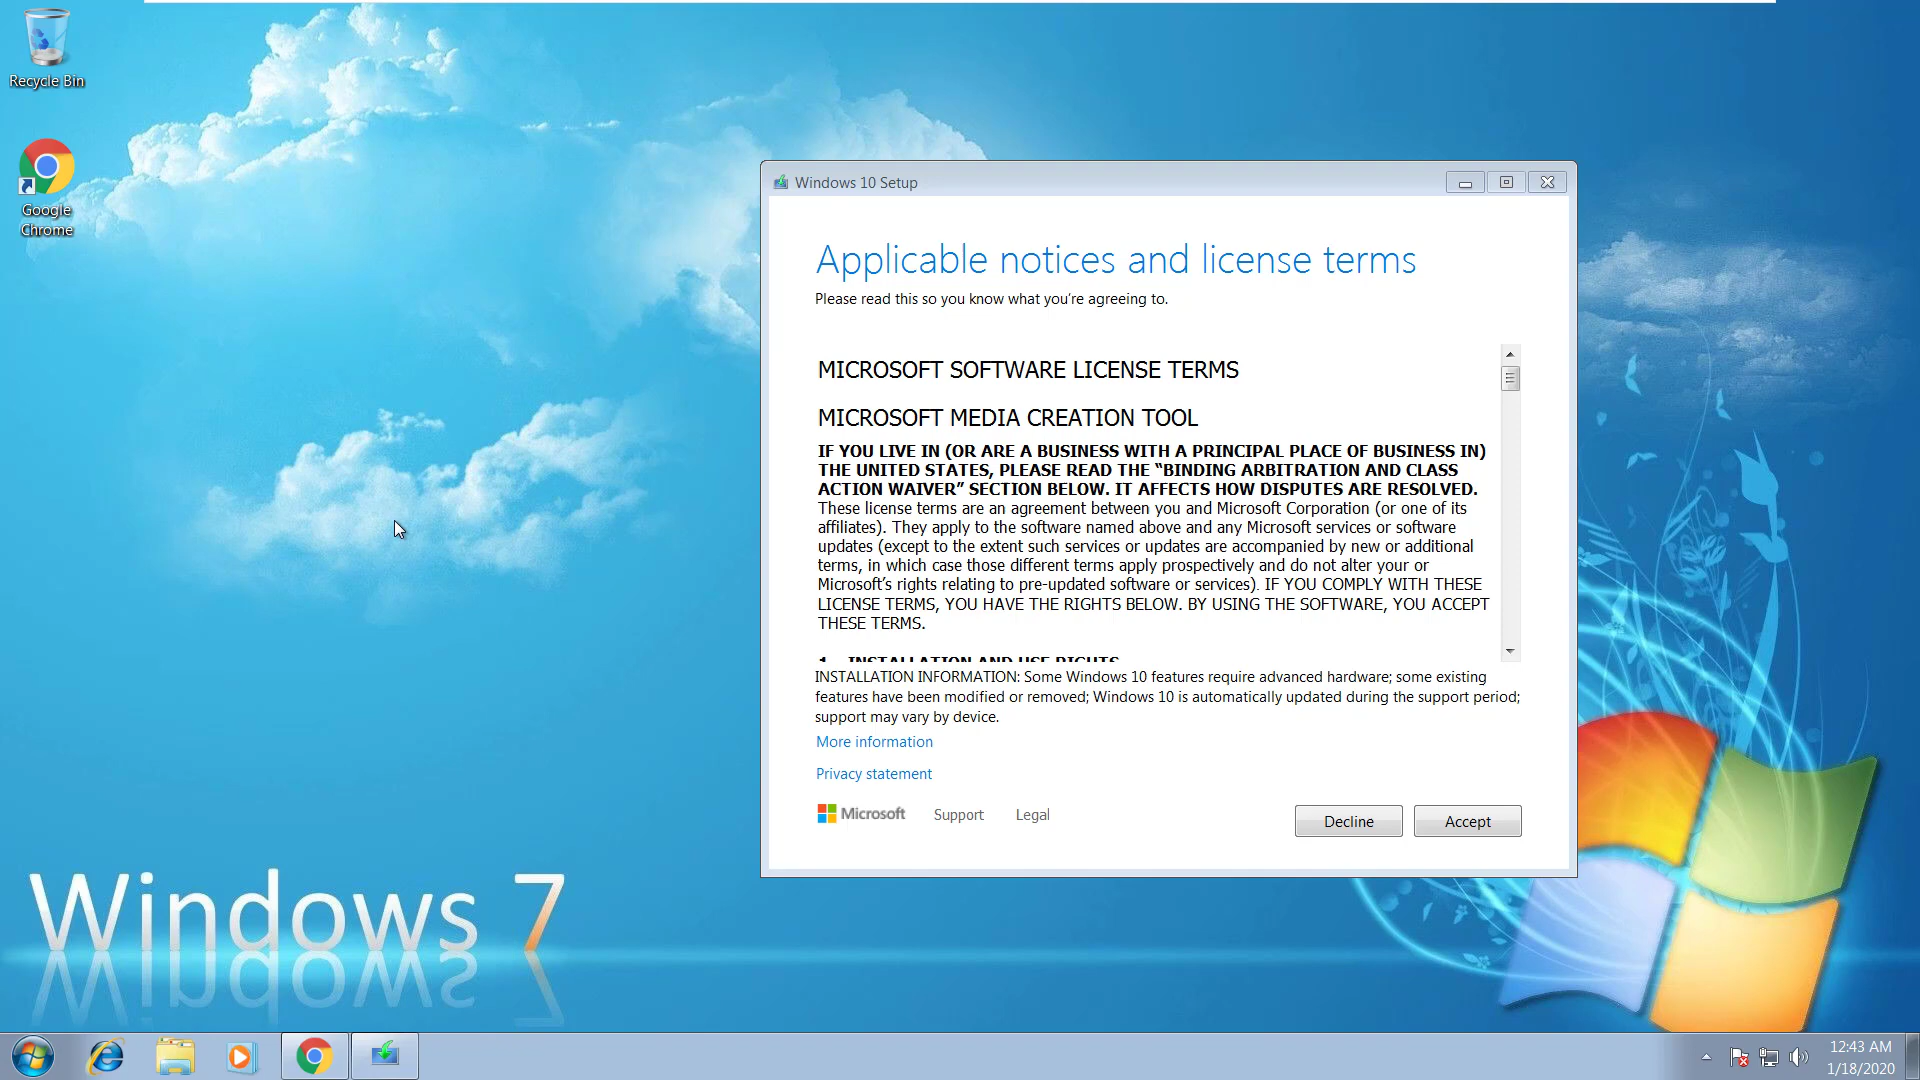 Recycle Bin
Google
Chrome
Windows 10 Setup
Applicable notices and license terms
Please read this so you know what you're agreeing to.
MICROSOFT SOFTWARE LICENSE TERMS
MICROSOFT MEDIA CREATION TOOL
IF YOU LIVE IN (OR ARE A BUSINESS WITH A PRINCIPAL PLACE OF BUSINESS IN)
THE UNITED STATES, PLEASE READ THE “BINDING ARBITRATION AND CLASS
ACTION WAIVER” SECTION BELOW. IT AFFECTS HOW DISPUTES ARE RESOLVED.
These license terms are an agreement between you and Microsoft Corporation (or one of its
affiliates). They apply to the software named above and any Microsoft services or software
updates (except to the extent such services or updates are accompanied by new or additional
terms, in which case those different terms apply prospectively and do not alter your or
Microsoft’s rights relating to pre-updated software or services). IF YOU COMPLY WITH THESE
LICENSE TERMS, YOU HAVE THE RIGHTS BELOW. BY USING THE SOFTWARE, YOU ACCEPT
THESE TERMS.
1. INSTALLATION AND USE RIGHTS
INSTALLATION INFORMATION: Some Windows 10 features require advanced hardware; some existing
features have been modified or removed; Windows 10 is automatically updated during the support period;
support may vary by device.
More information
Privacy statement
Microsoft Support Legal
Decline Accept
Windows 7
12:43 AM
1/18/2020